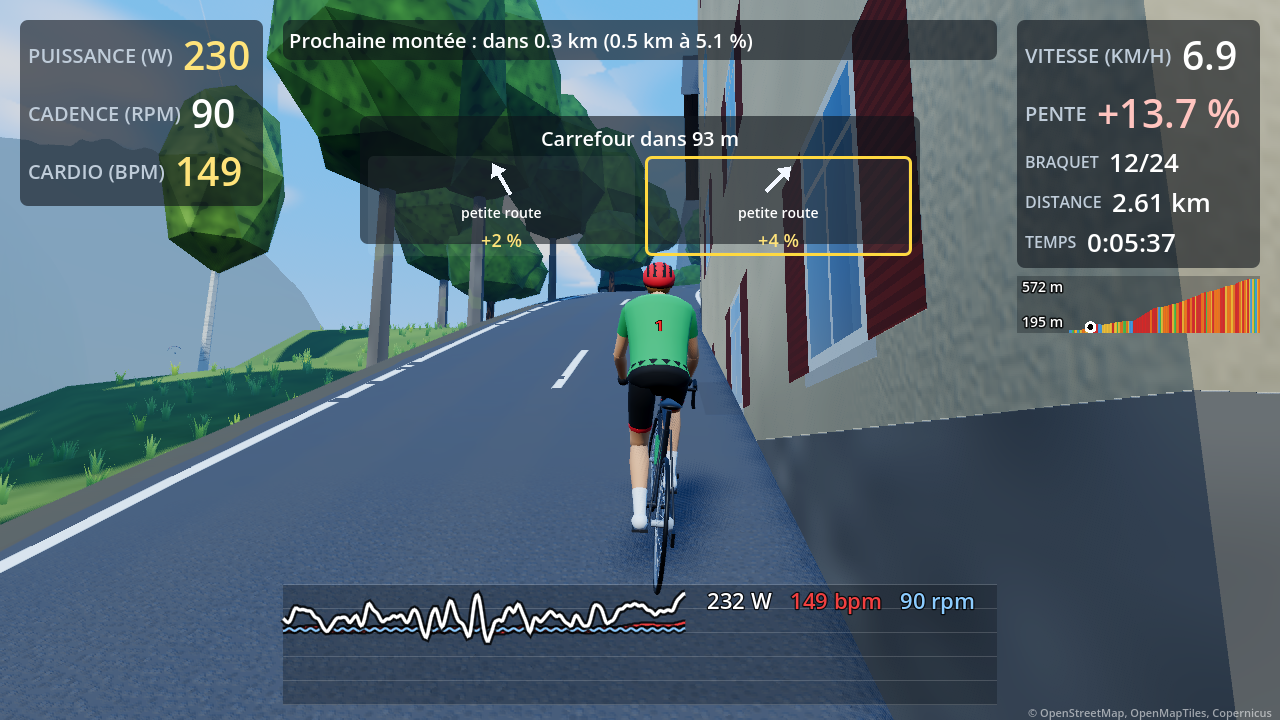 PUISSANCE (W) 230
CADENCE (RPM) 90
CARDIO (BPM) 149
Prochaine montée : dans 0.3 km (0.5 km à 5.1 %)
Carrefour dans 93 m
petite route
+2 %
petite route
+4 %
VITESSE (KM/H) 6.9
PENTE +13.7 %
BRAQUET 12/24
DISTANCE 2.61 km
TEMPS 0:05:37
572 m
195 m
1
232 W 149 bpm 90 rpm
© OpenStreetMap, OpenMapTiles, Copernicus